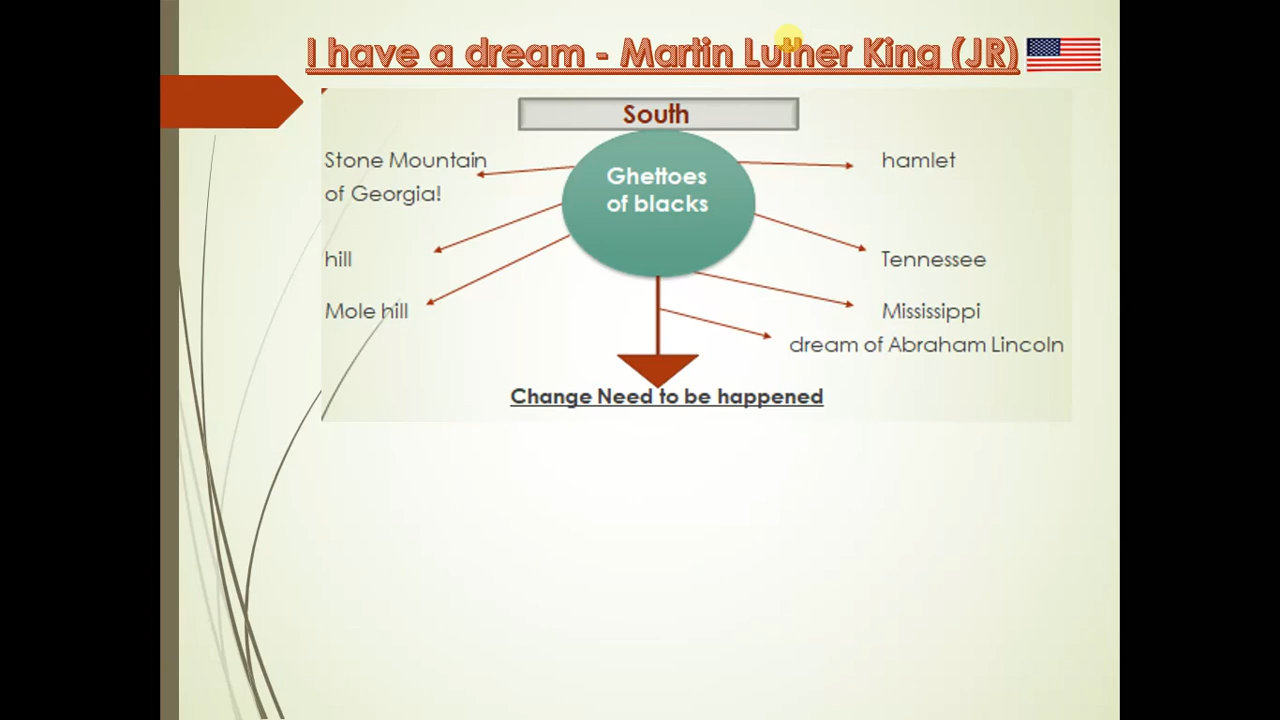 I have a dream - Martin Luther King (JR)
South
Ghettoes
of blacks
Stone Mountain
of Georgia!
hill
Mole hill
hamlet
Tennessee
Mississippi
dream of Abraham Lincoln
Change Need to be happened